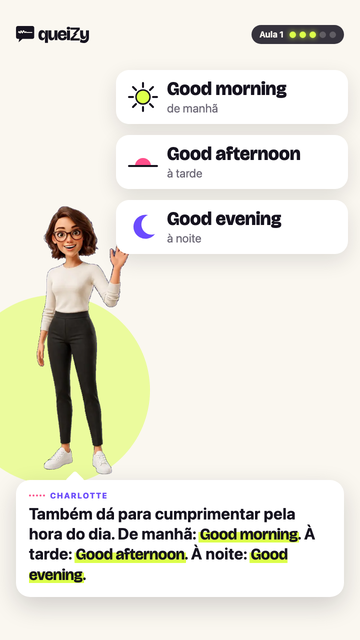 queiZy
Aula 1
Good morning
de manhã
Good afternoon
à tarde
Good evening
à noite
CHARLOTTE
Também dá para cumprimentar pela
hora do dia. De manhã: Good morning. À
tarde: Good afternoon. À noite: Good
evening.